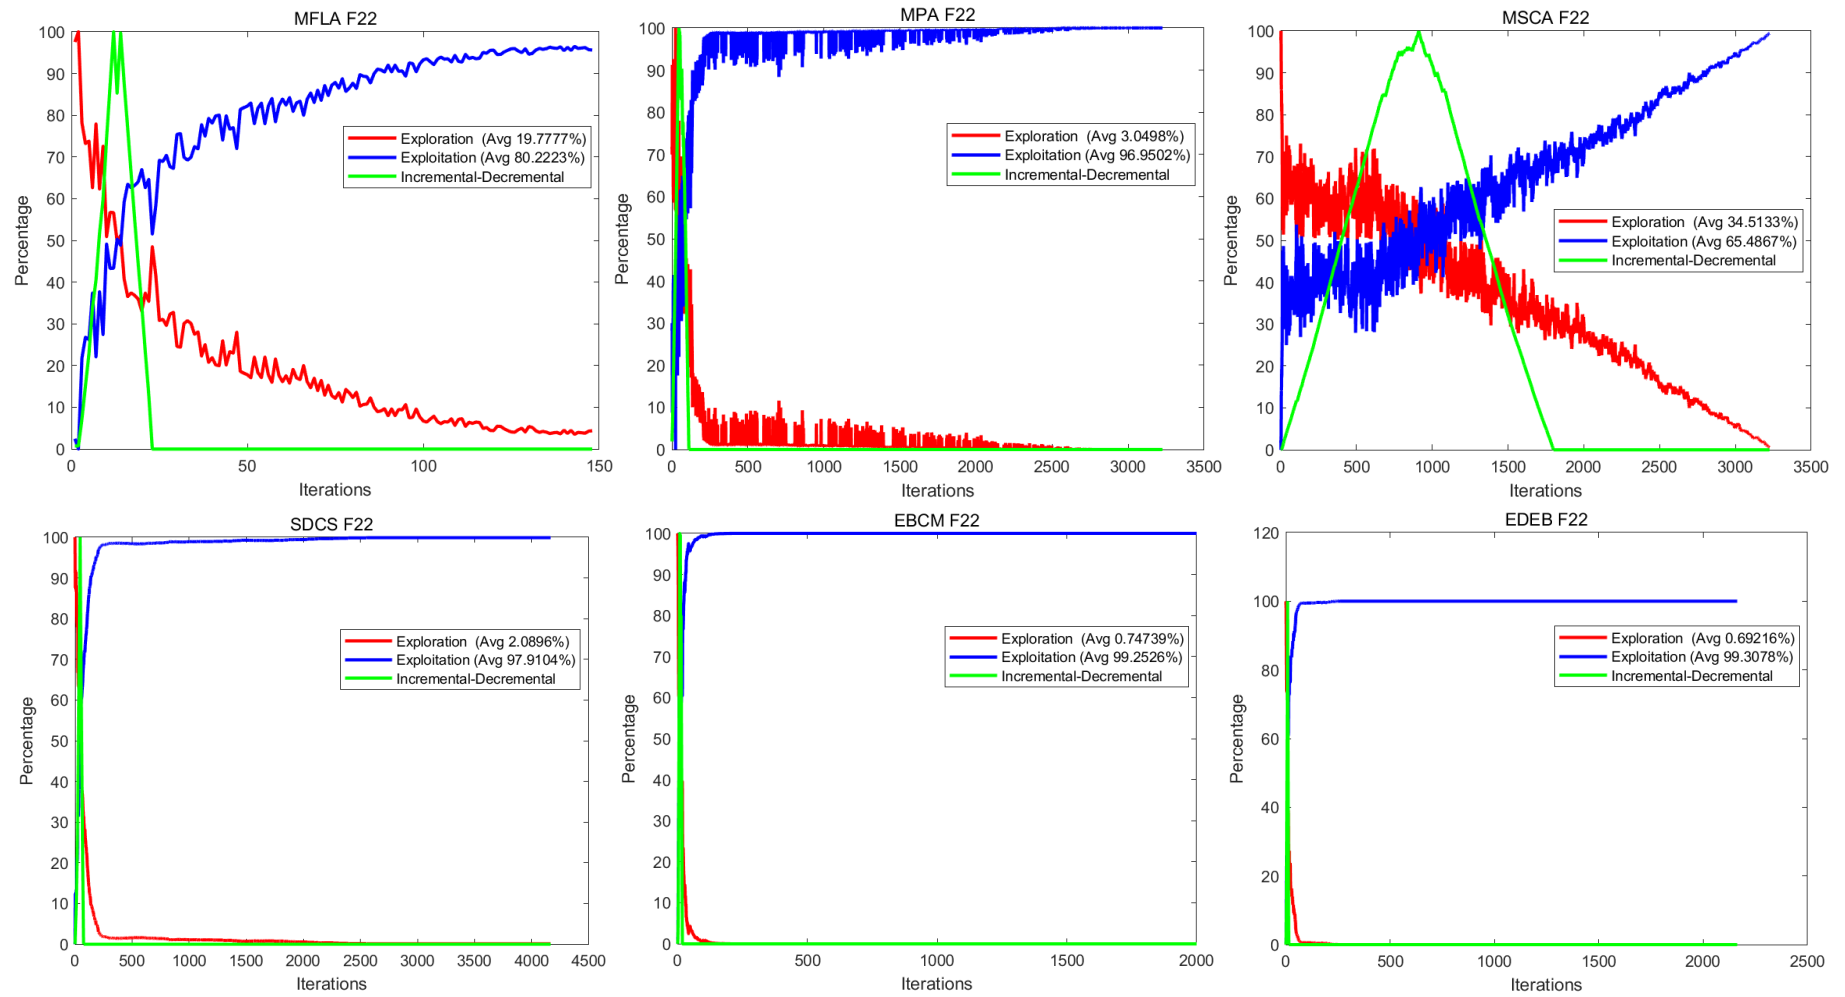 MFLA F22
100
90
80
70
60
50
40
30
20
10
0
Percentage
Exploration (Avg 19.7777%)
Exploitation (Avg 80.2223%)
Incremental-Decremental
0 50 100 150
Iterations
MPA F22
100
90
80
70
60
50
40
30
20
10
0
Percentage
Exploration (Avg 3.0498%)
Exploitation (Avg 96.9502%)
Incremental-Decremental
0 500 1000 1500 2000 2500 3000 3500
Iterations
MSCA F22
100
90
80
70
60
50
40
30
20
10
0
Percentage
Exploration (Avg 34.5133%)
Exploitation (Avg 65.4867%)
Incremental-Decremental
0 500 1000 1500 2000 2500 3000 3500
Iterations
SDCS F22
100
90
80
70
60
50
40
30
20
10
0
Percentage
Exploration (Avg 2.0896%)
Exploitation (Avg 97.9104%)
Incremental-Decremental
0 500 1000 1500 2000 2500 3000 3500 4000 4500
Iterations
EBCM F22
100
90
80
70
60
50
40
30
20
10
0
Percentage
Exploration (Avg 0.74739%)
Exploitation (Avg 99.2526%)
Incremental-Decremental
0 500 1000 1500 2000
Iterations
EDEB F22
120
100
80
60
40
20
0
Percentage
Exploration (Avg 0.69216%)
Exploitation (Avg 99.3078%)
Incremental-Decremental
0 500 1000 1500 2000 2500
Iterations